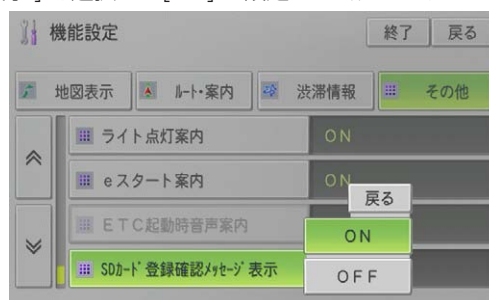 機能設定
終了
戻る
地図表示
ルート・案内
渋滞情報
その他
ライト点灯案内
ON
eスタート案内
ON
戻る
ETC起動時音声案内
ON
SDカード登録確認メッセージ表示
OFF